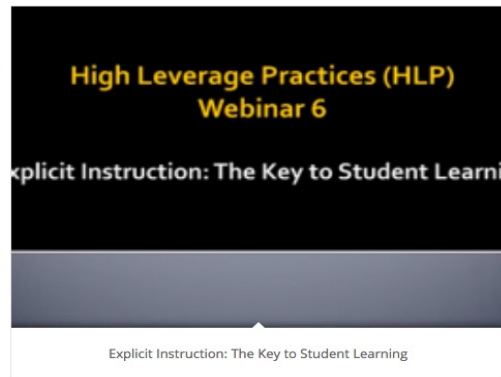 High Leverage Practices (HLP)
Webinar 6
xplicit Instruction: The Key to Student Learni
Explicit Instruction: The Key to Student Learning